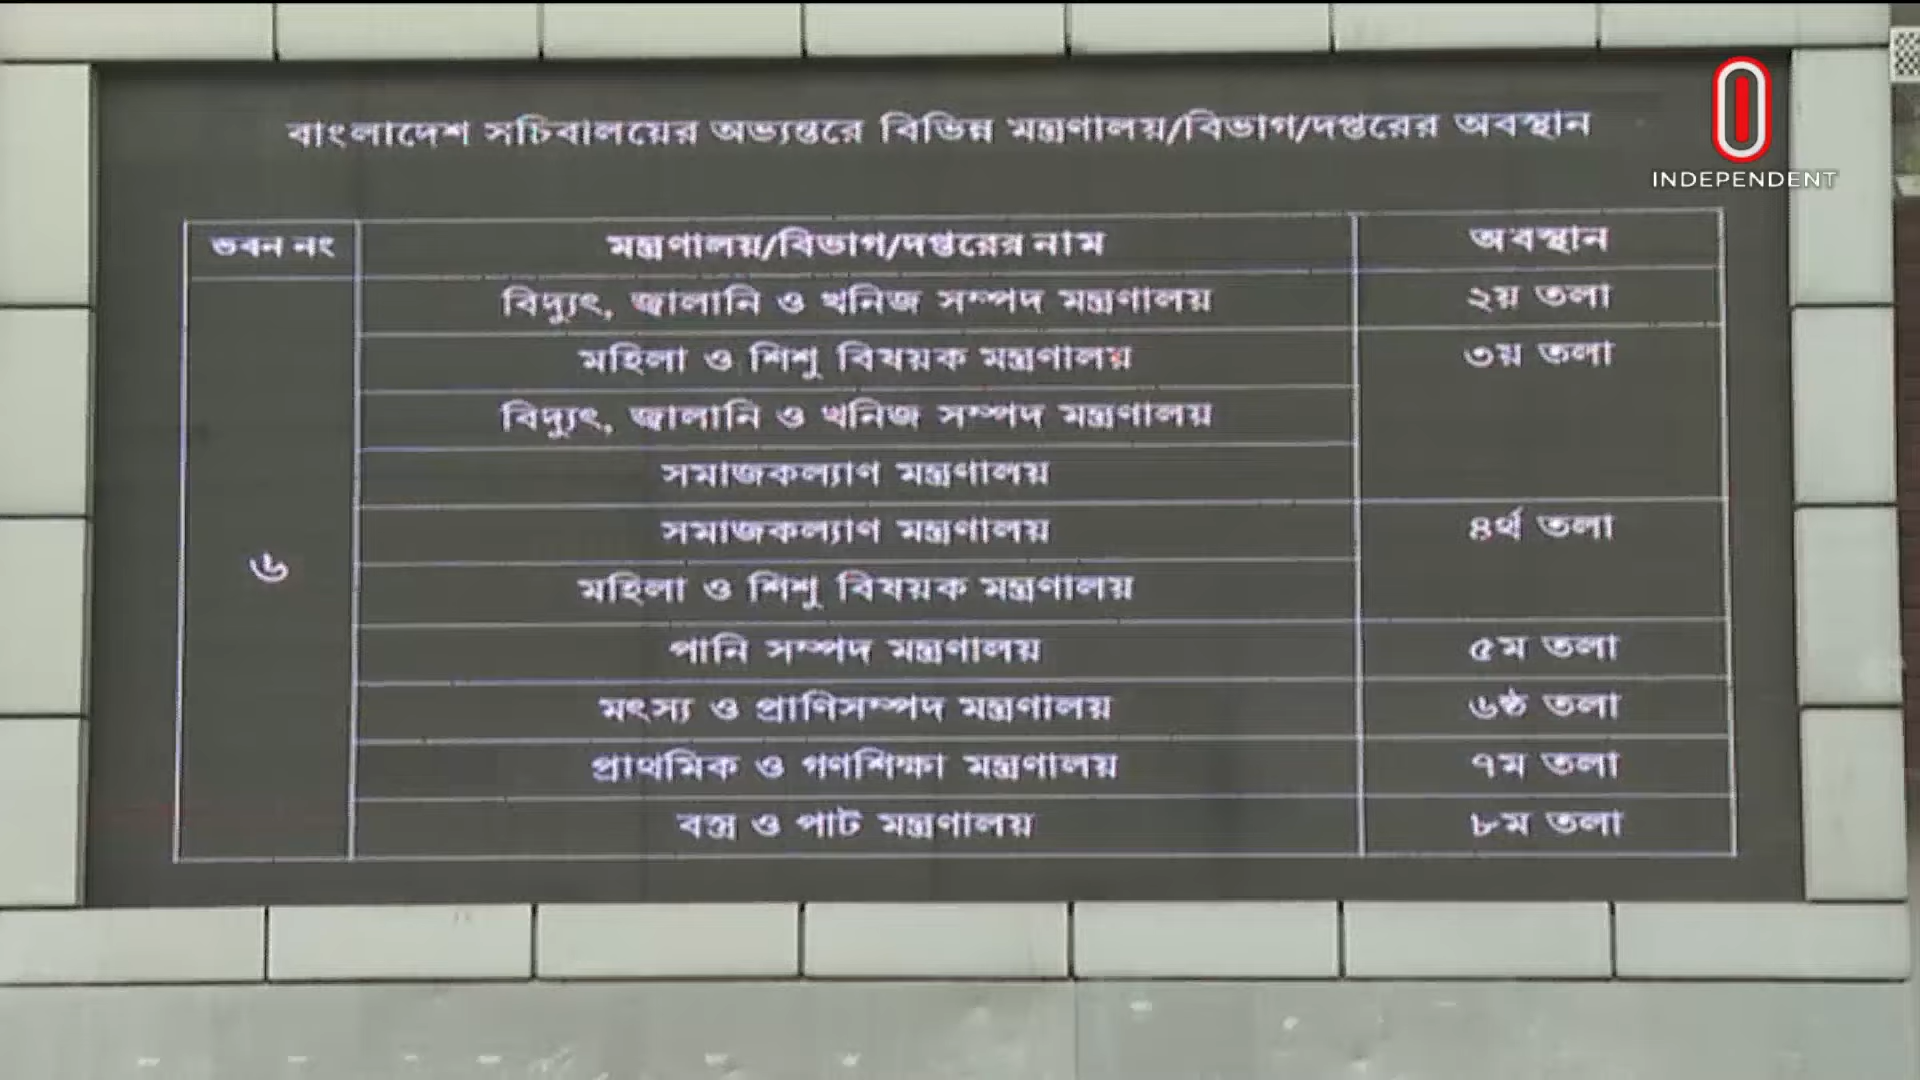 বাংলাদেশ সচিবালয়ের অভ্যন্তরে বিভিন্ন মন্ত্রণালয়/বিভাগ/দপ্তরের অবস্থান
INDEPENDENT
ভবন নং মন্ত্রণালয়/বিভাগ/দপ্তরের নাম অবস্থান
বিদ্যুৎ, জ্বালানি ও খনিজ সম্পদ মন্ত্রণালয় ২য় তলা
মহিলা ও শিশু বিষয়ক মন্ত্রণালয় ৩য় তলা
বিদ্যুৎ, জ্বালানি ও খনিজ সম্পদ মন্ত্রণালয়
সমাজকল্যাণ মন্ত্রণালয়
সমাজকল্যাণ মন্ত্রণালয় ৪র্থ তলা
৬
মহিলা ও শিশু বিষয়ক মন্ত্রণালয়
পানি সম্পদ মন্ত্রণালয় ৫ম তলা
মৎস্য ও প্রাণিসম্পদ মন্ত্রণালয় ৬ষ্ঠ তলা
প্রাথমিক ও গণশিক্ষা মন্ত্রণালয় ৭ম তলা
বস্ত্র ও পাট মন্ত্রণালয় ৮ম তলা